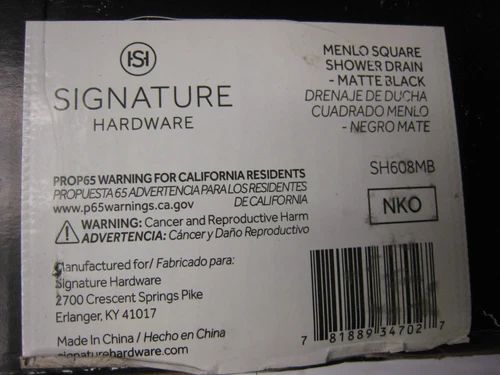 SIGNATURE
HARDWARE
MENLO SQUARE
SHOWER DRAIN
- MATTE BLACK
DRENAJE DE DUCHA
CUADRADO MENLO
- NEGRO MATE
SH608MB
NKO
PROP65 WARNING FOR CALIFORNIA RESIDENTS
PROPUESTA 65 ADVERTENCIA PARA LOS RESIDENTES
www.p65warnings.ca.gov DE CALIFORNIA
WARNING: Cancer and Reproductive Harm
ADVERTENCIA: Cáncer y Daño Reproductivo
Manufactured for/ Fabricado para:
Signature Hardware
2700 Crescent Springs Pike
Erlanger, KY 41017
Made In China / Hecho en China
signaturehardware.com
7 81889 34702 7